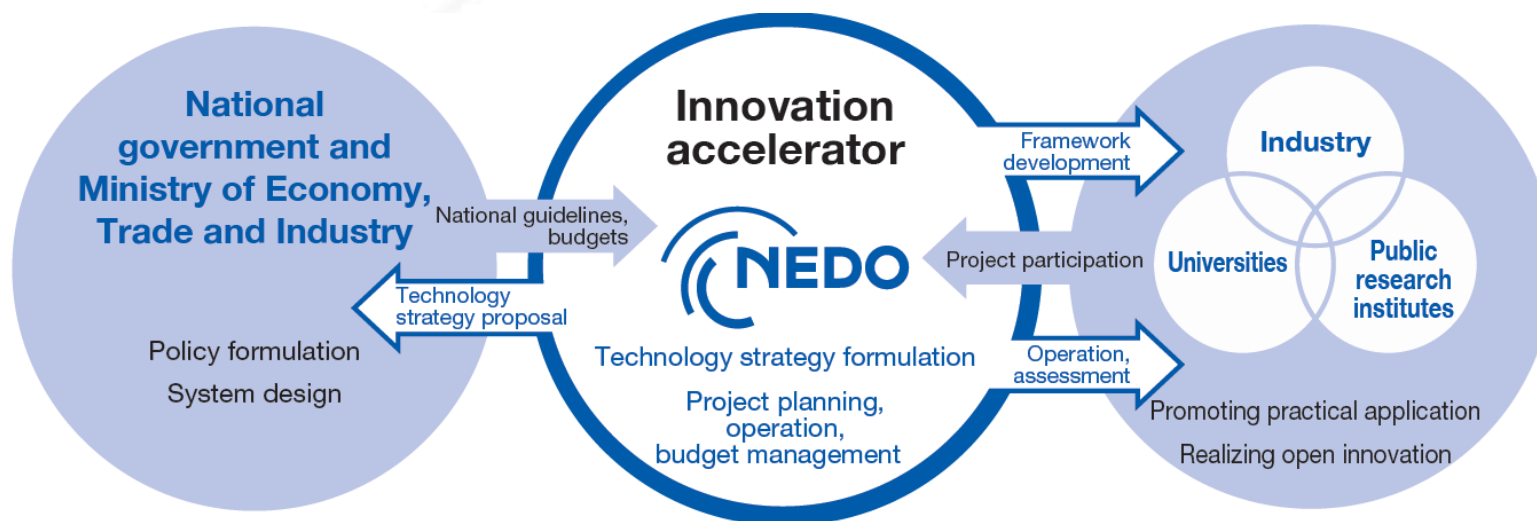 National
government and
Ministry of Economy,
Trade and Industry
Policy formulation
System design
National guidelines,
budgets
Technology
strategy proposal
Innovation
accelerator
NEDO
Technology strategy formulation
Project planning,
operation,
budget management
Framework
development
Project participation
Operation,
assessment
Industry
Universities
Public
research
institutes
Promoting practical application
Realizing open innovation